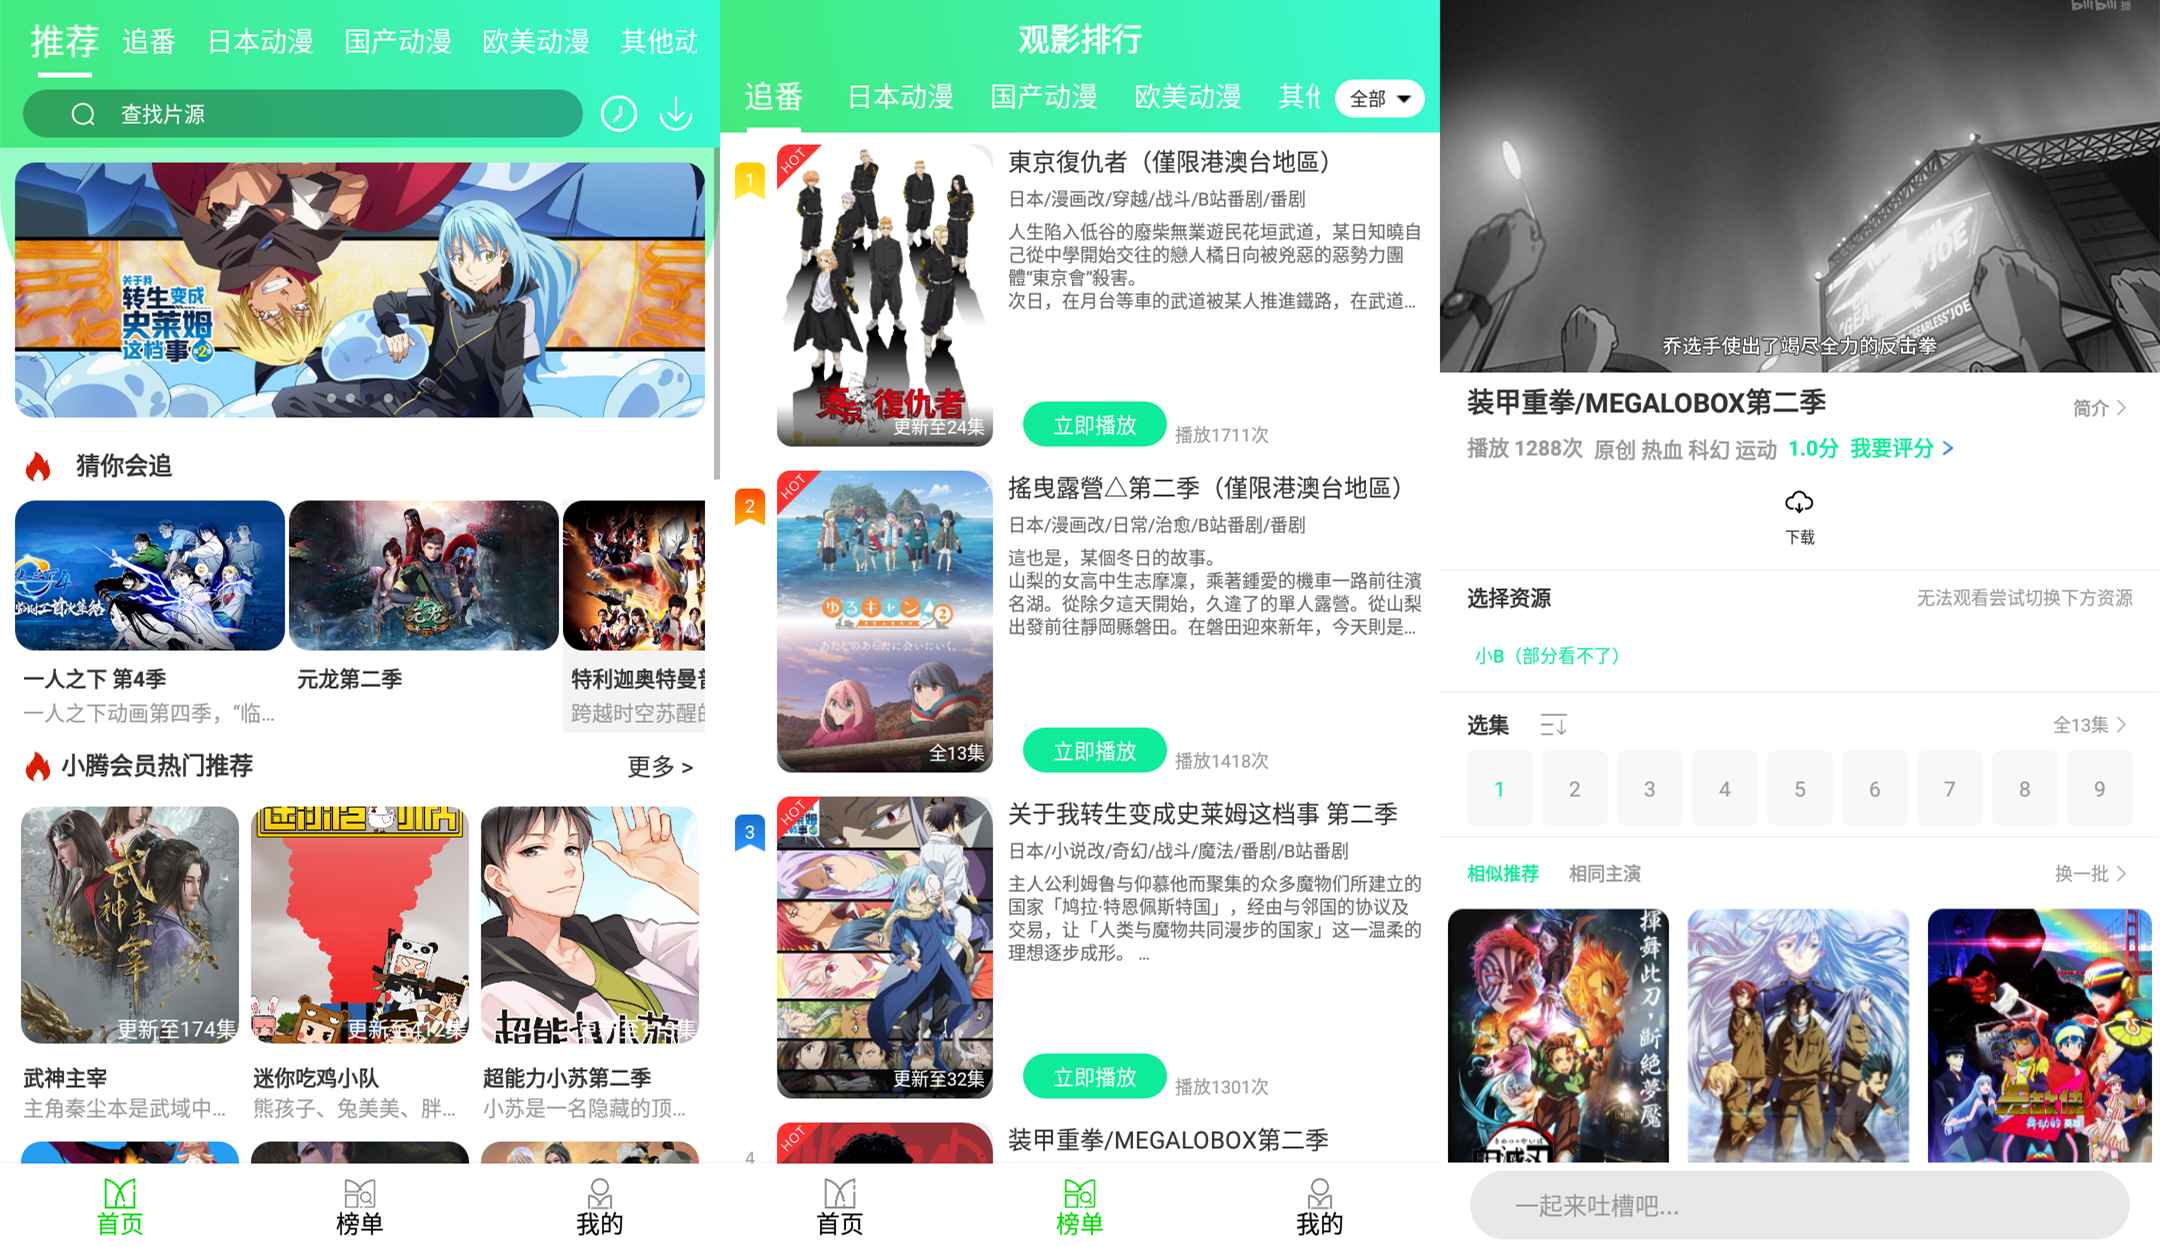 推荐 追番 日本动漫 国产动漫 欧美动漫 其他动
查找片源
关于我
转生变成
史莱姆
这档事 第2季
猜你会追
一人之下 第4季
一人之下动画第四季，“临...
元龙
元龙第二季
特利迦奥特曼普
跨越时空苏醒的
小腾会员热门推荐
更多 >
武神主宰
更新至174集
更新至412集
武神主宰
主角秦尘本是武域中...
迷你吃鸡小队
熊孩子、兔美美、胖...
超能力小苏第二季
小苏是一名隐藏的顶...
首页 榜单 我的
观影排行
追番 日本动漫 国产动漫 欧美动漫 其他
全部
1
HOT
東京復仇者
更新至24集
東京復仇者（僅限港澳台地區）
日本/漫画改/穿越/战斗/B站番剧/番剧
人生陷入低谷的廢柴無業遊民花垣武道，某日知曉自
己從中學開始交往的戀人橘日向被兇惡的惡勢力團
體“東京會”殺害。
次日，在月台等車的武道被某人推進鐵路，在武道...
立即播放
播放1711次
2
HOT
ゆるキャン△2
全13集
搖曳露營△第二季（僅限港澳台地區）
日本/漫画改/日常/治愈/B站番剧/番剧
這也是，某個冬日的故事。
山梨的女高中生志摩凜，乘著鍾愛的機車一路前往濱
名湖。從除夕這天開始，久違了的單人露營。從山梨
出發前往靜岡縣磐田。在磐田迎來新年，今天則是...
立即播放
播放1418次
3
HOT
更新至32集
关于我转生变成史莱姆这档事 第二季
日本/小说改/奇幻/战斗/魔法/番剧/B站番剧
主人公利姆鲁与仰慕他而聚集的众多魔物们所建立的
国家「鸠拉·特恩佩斯特国」，经由与邻国的协议及
交易，让「人类与魔物共同漫步的国家」这一温柔的
理想逐步成形。 ...
立即播放
播放1301次
4
HOT
装甲重拳/MEGALOBOX第二季
首页 榜单 我的
bilibili
"GEARLESS"JOE
乔选手使出了竭尽全力的反击拳
装甲重拳/MEGALOBOX第二季
简介
播放 1288次 原创 热血 科幻 运动 1.0分 我要评分
下载
选择资源
无法观看尝试切换下方资源
小B（部分看不了）
选集
全13集
1 2 3 4 5 6 7 8 9
相似推荐 相同主演
换一批
揮舞此刀，斷絕夢魘
一起来吐槽吧...